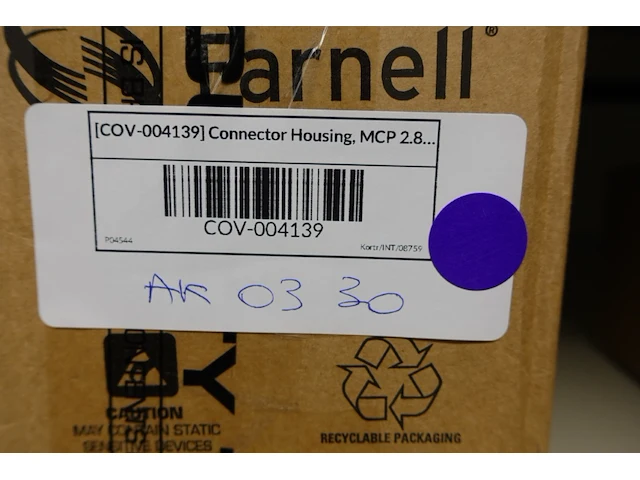 Farnell®
[COV-004139] Connector Housing, MCP 2.8...
COV-004139
P04544
Kortr/INT/08759
AK 03 30
CAUTION
MAY CONTAIN STATIC
SENSITIVE DEVICES
RECYCLABLE PACKAGING